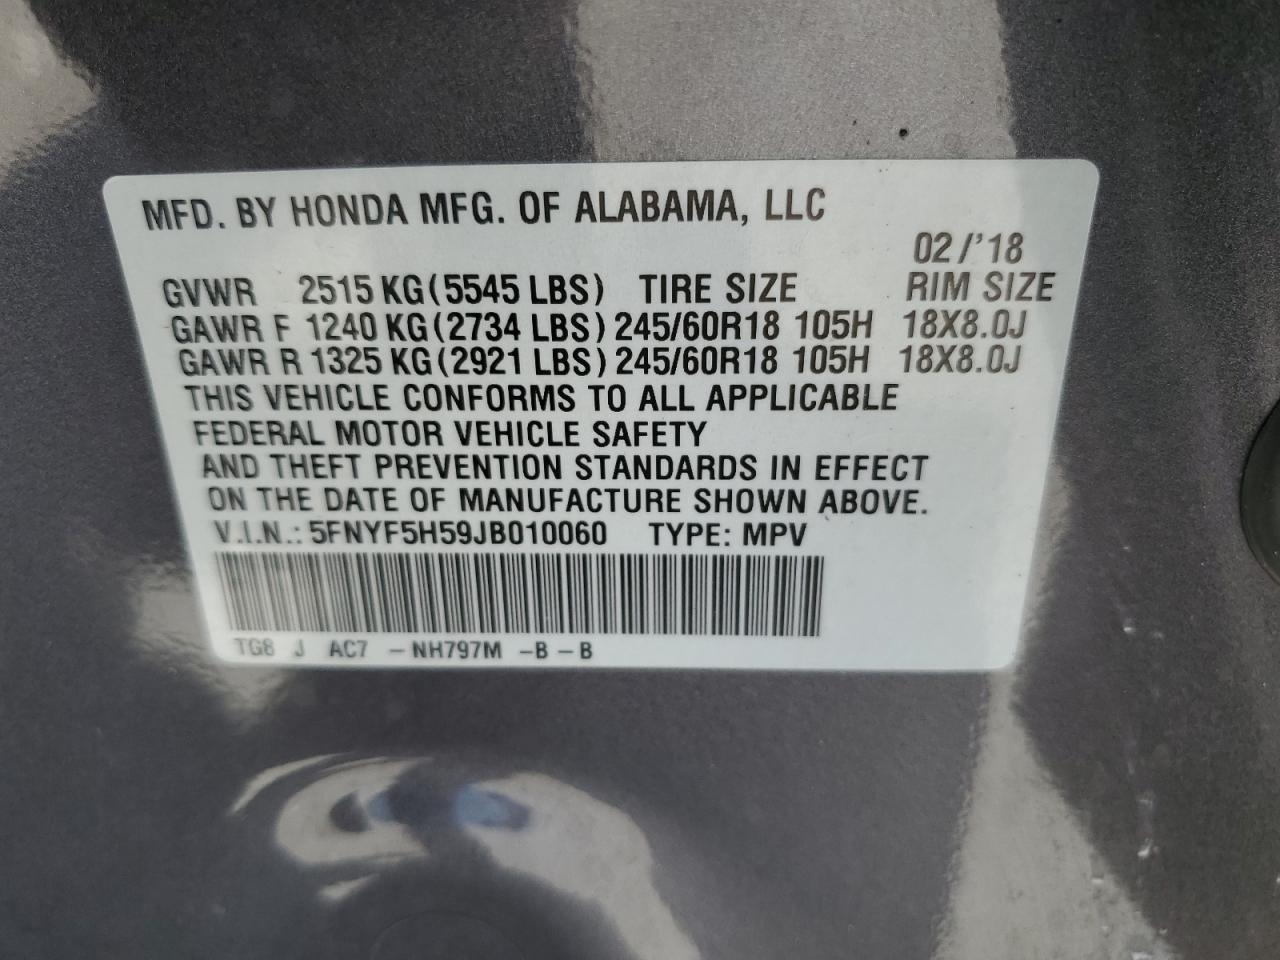 MFD. BY HONDA MFG. OF ALABAMA, LLC
02/'18
GVWR 2515 KG(5545 LBS) TIRE SIZE RIM SIZE
GAWR F 1240 KG(2734 LBS) 245/60R18 105H 18X8.0J
GAWR R 1325 KG(2921 LBS) 245/60R18 105H 18X8.0J
THIS VEHICLE CONFORMS TO ALL APPLICABLE
FEDERAL MOTOR VEHICLE SAFETY
AND THEFT PREVENTION STANDARDS IN EFFECT
ON THE DATE OF MANUFACTURE SHOWN ABOVE.
V.I.N.: 5FNYF5H59JB010060 TYPE: MPV
TG8 J AC7 -NH797M -B-B